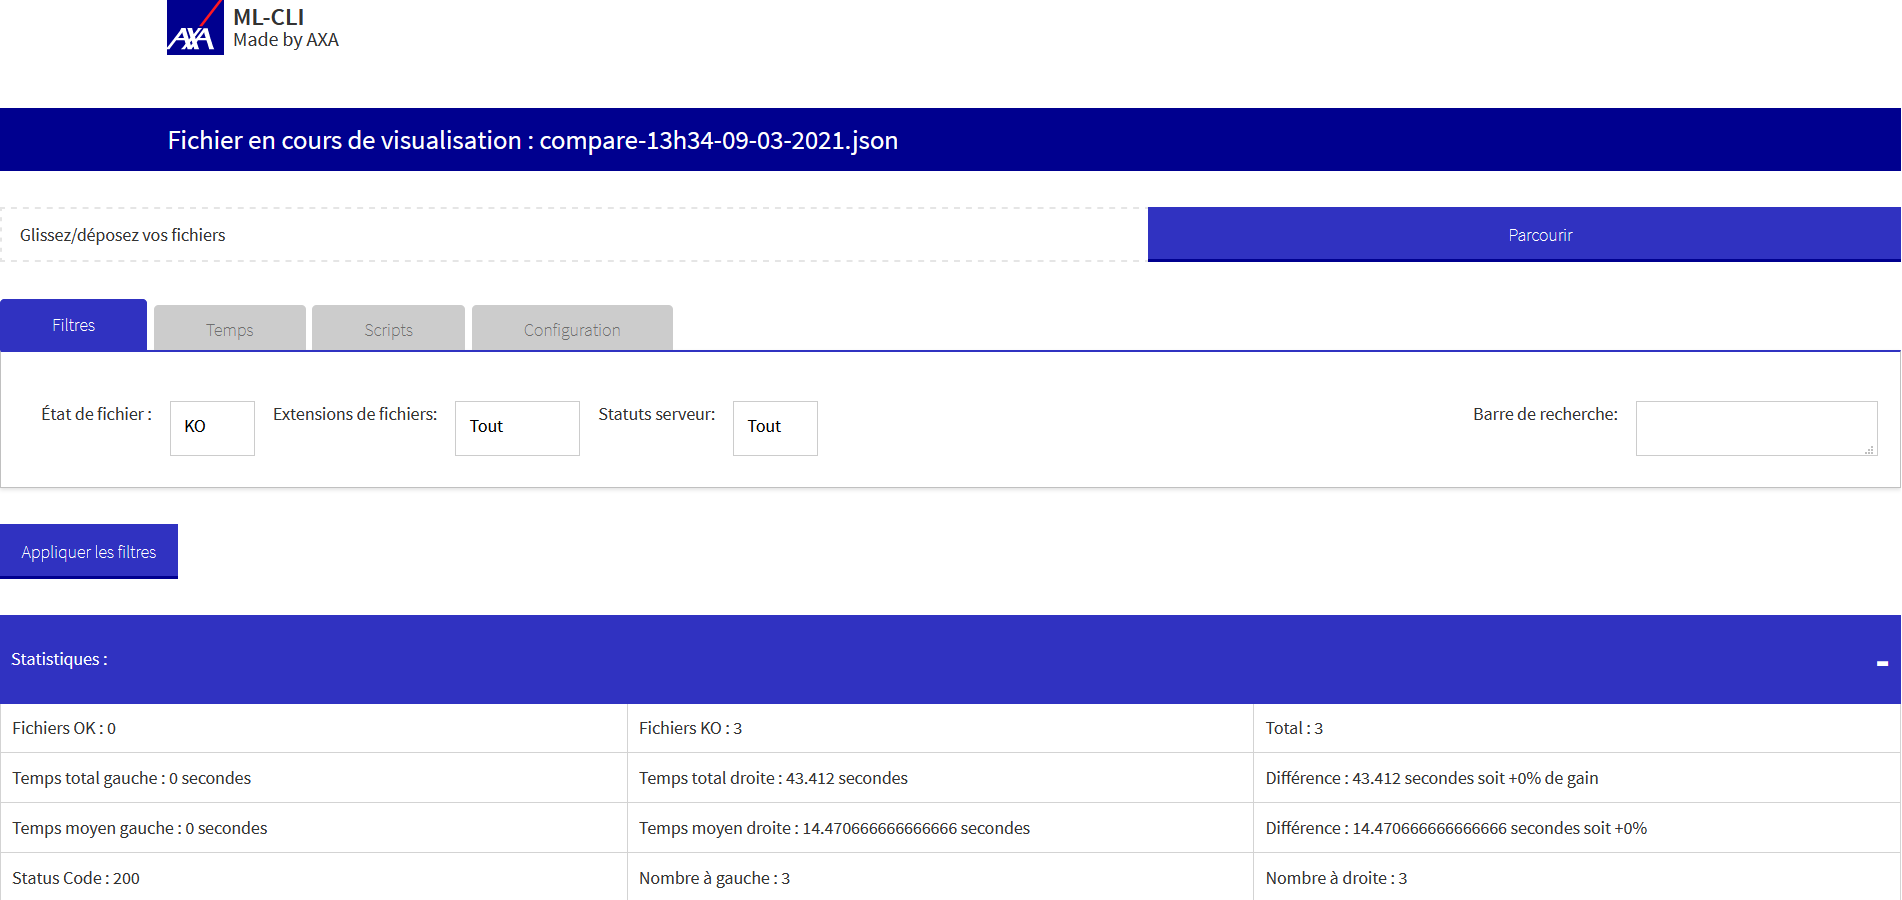 AXA
ML-CLI
Made by AXA
Fichier en cours de visualisation : compare-13h34-09-03-2021.json
Glissez/déposez vos fichiers
Parcourir
Filtres
Temps
Scripts
Configuration
État de fichier :
KO
Extensions de fichiers:
Tout
Statuts serveur:
Tout
Barre de recherche:
Appliquer les filtres
Statistiques :
-
Fichiers OK : 0
Fichiers KO : 3
Total : 3
Temps total gauche : 0 secondes
Temps total droite : 43.412 secondes
Différence : 43.412 secondes soit +0% de gain
Temps moyen gauche : 0 secondes
Temps moyen droite : 14.470666666666666 secondes
Différence : 14.470666666666666 secondes soit +0%
Status Code : 200
Nombre à gauche : 3
Nombre à droite : 3